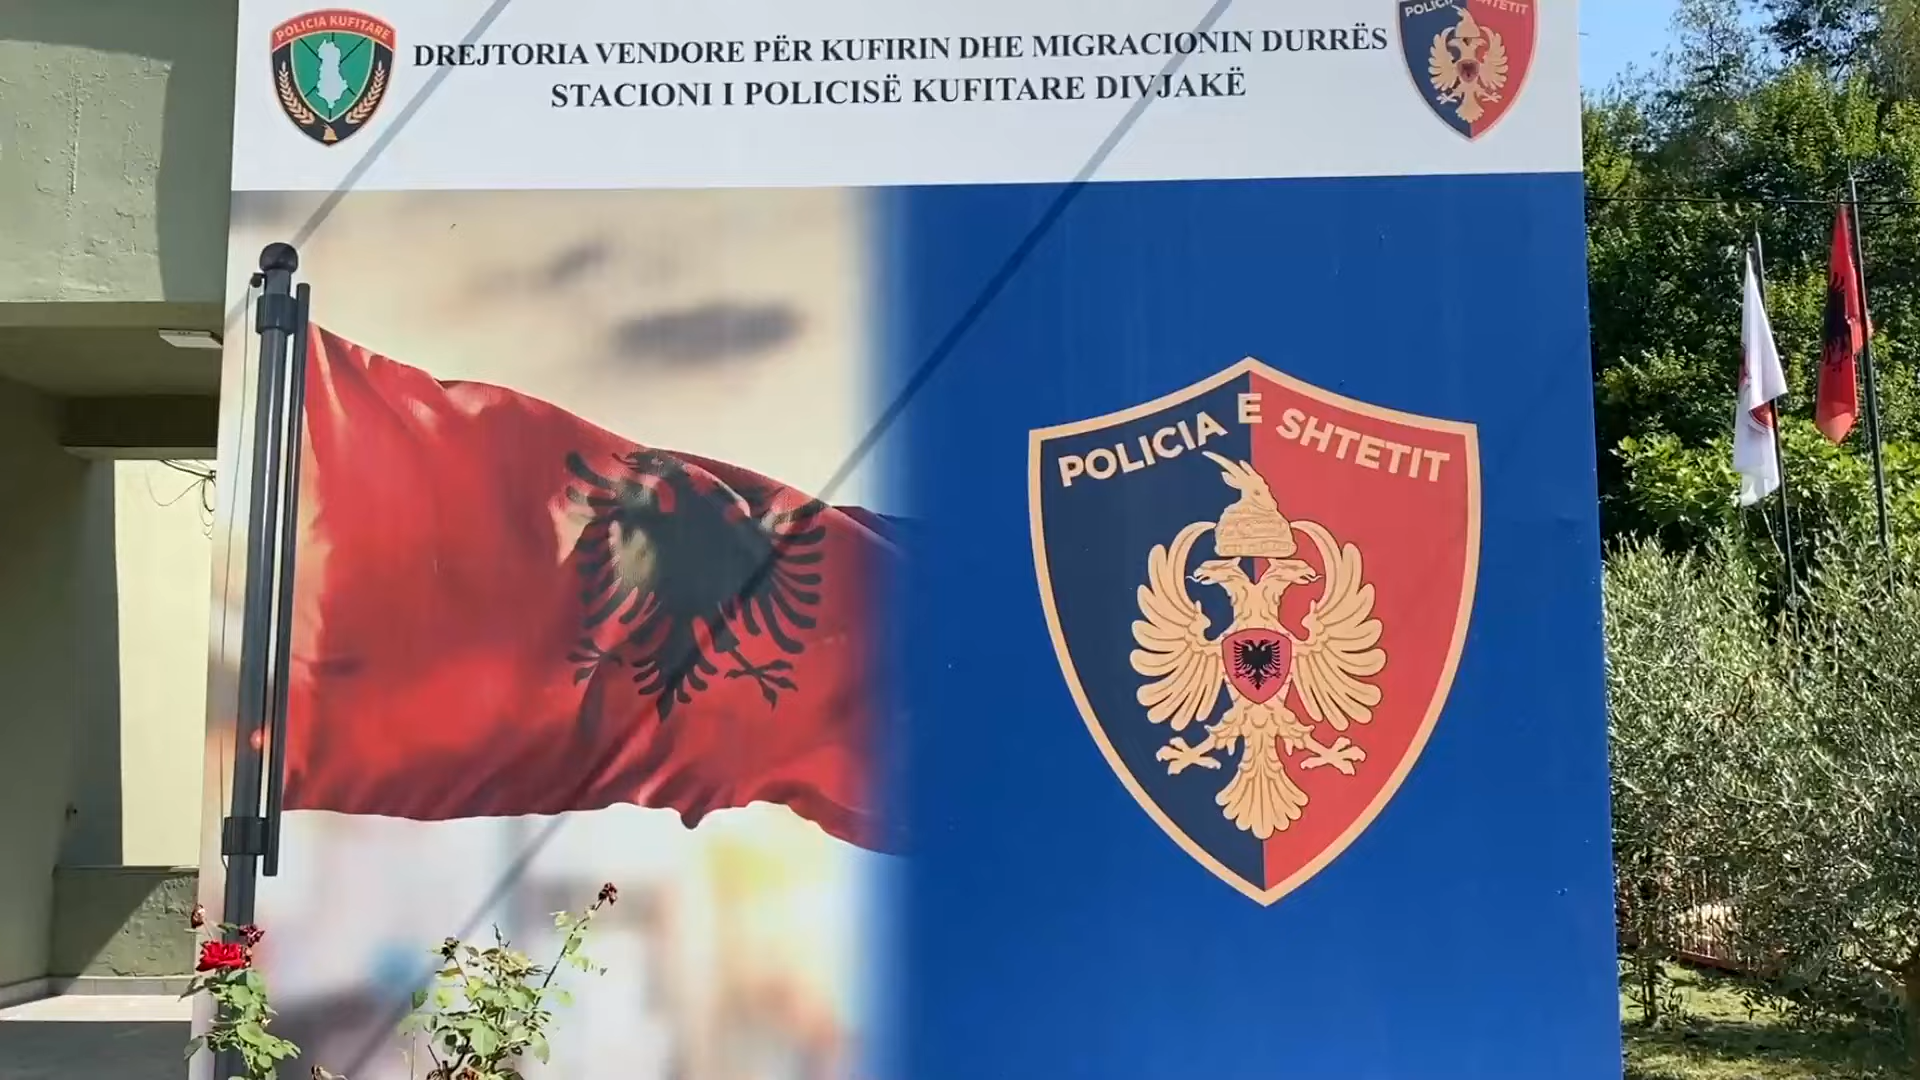 POLICIA KUFITARE
DREJTORIA VENDORE PËR KUFIRIN DHE MIGRACIONIN DURRËS
STACIONI I POLICISË KUFITARE DIVJAKË
POLICIA SHTETIT
POLICIA E SHTETIT